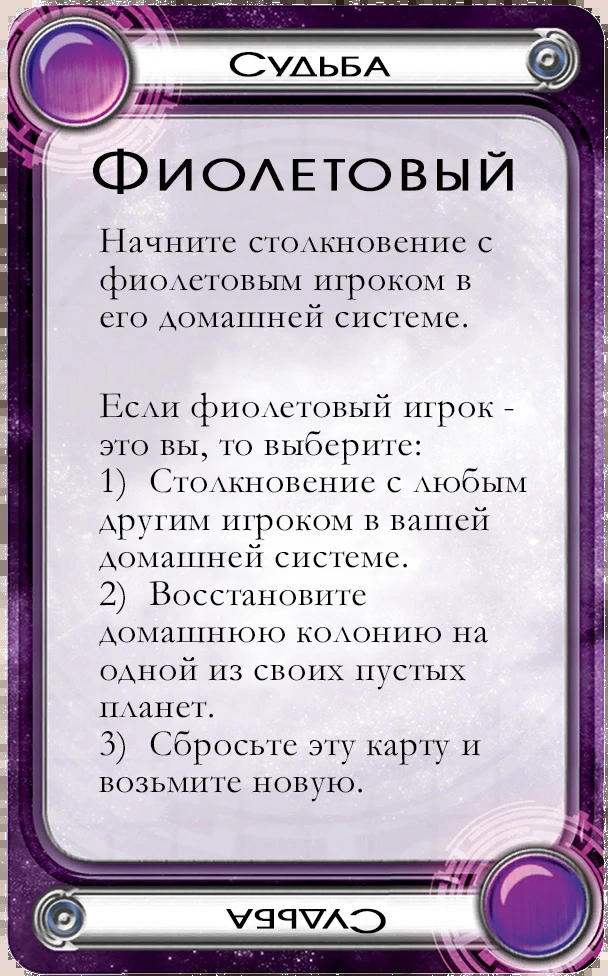 Судьба
Фиолетовый
Начните столкновение с
фиолетовым игроком в
его домашней системе.
Если фиолетовый игрок -
это вы, то выберите:
1) Столкновение с любым
другим игроком в вашей
домашней системе.
2) Восстановите
домашнюю колонию на
одной из своих пустых
планет.
3) Сбросьте эту карту и
возьмите новую.
Судьба